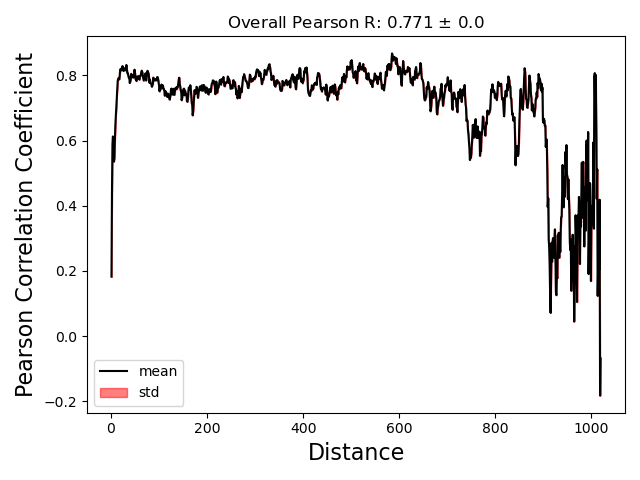 Overall Pearson R: 0.771 ± 0.0
Pearson Correlation Coefficient
0.8
0.6
0.4
0.2
0.0
−0.2
mean
std
0 200 400 600 800 1000
Distance